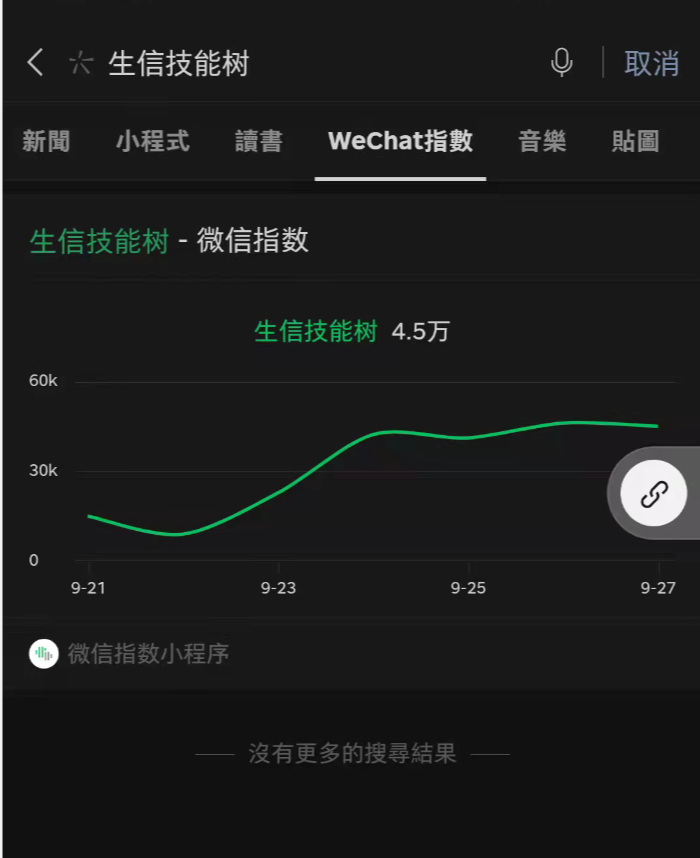 生信技能树 取消
新聞 小程式 讀書 WeChat指數 音樂 貼圖
生信技能树 - 微信指数
生信技能树 4.5万
60k
30k
0
9-21 9-23 9-25 9-27
微信指数小程序
沒有更多的搜尋結果